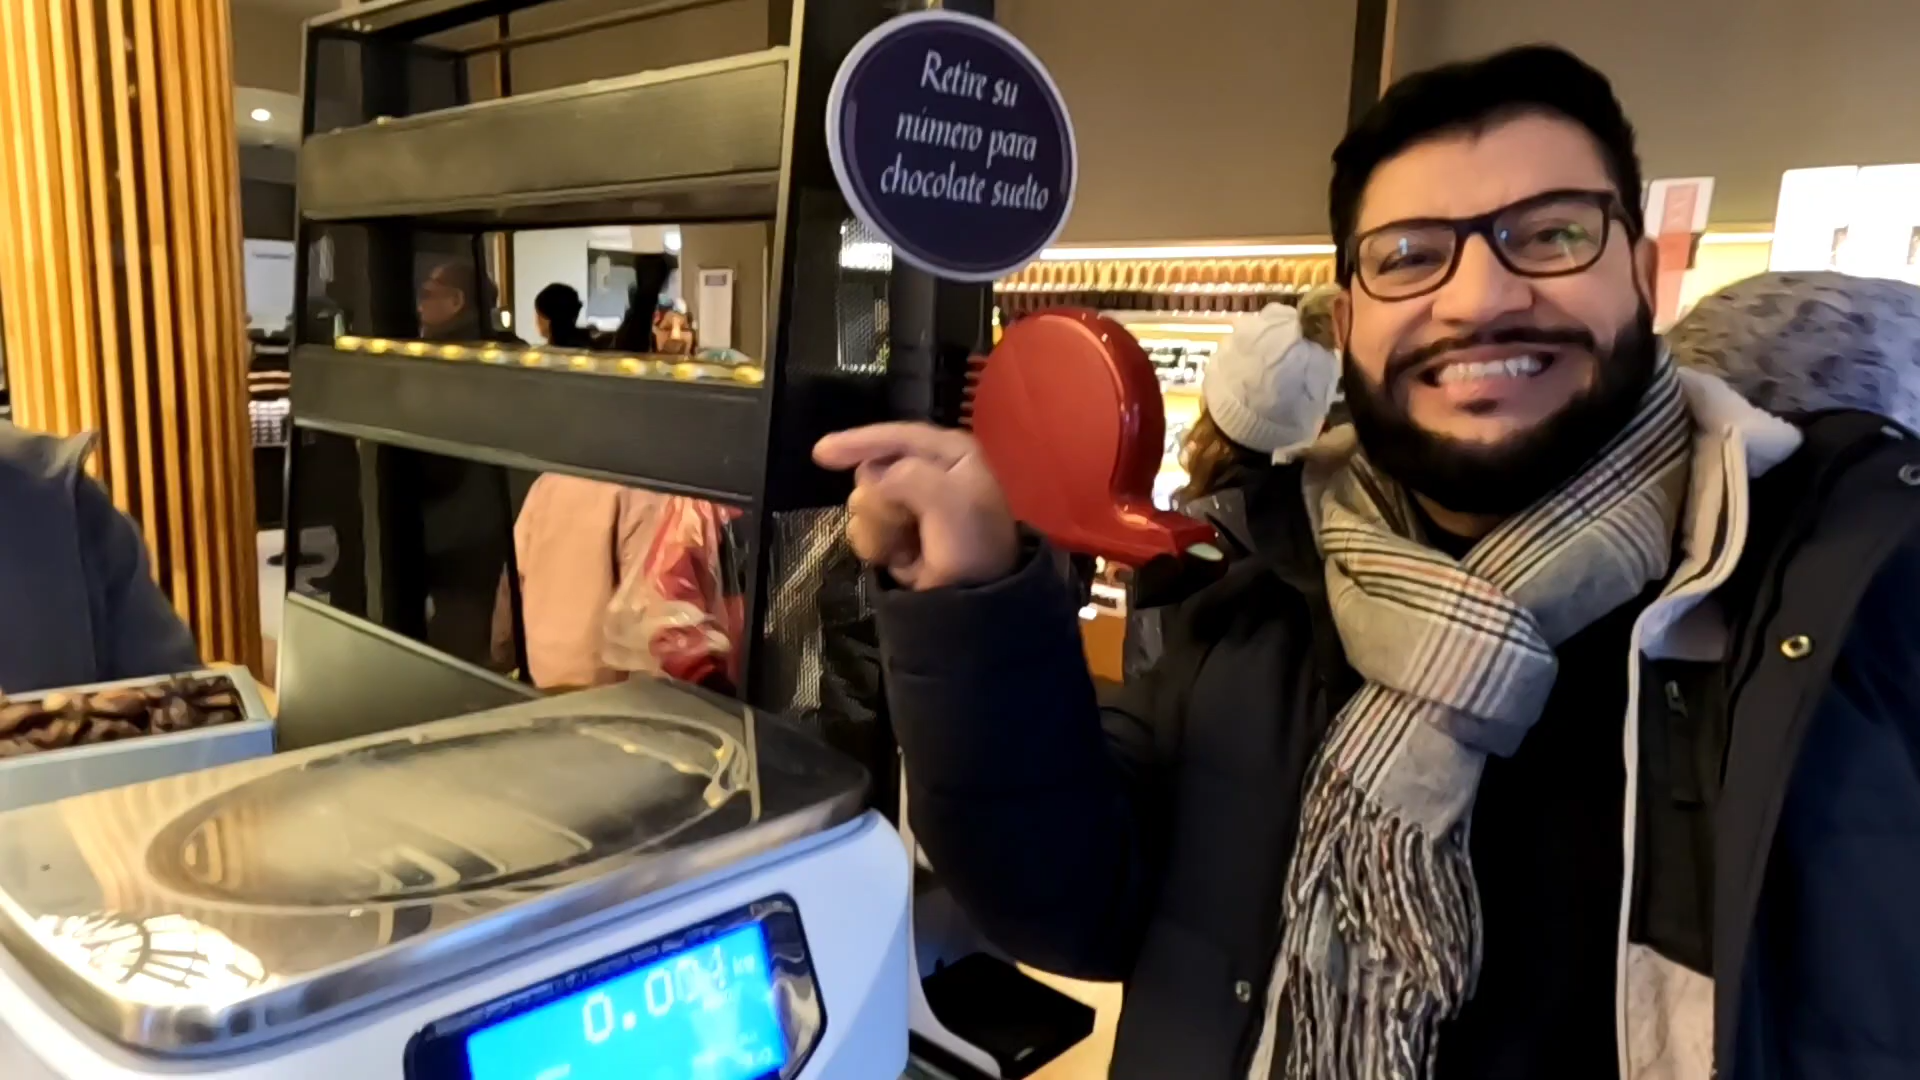 Retire su
número para
chocolate suelto